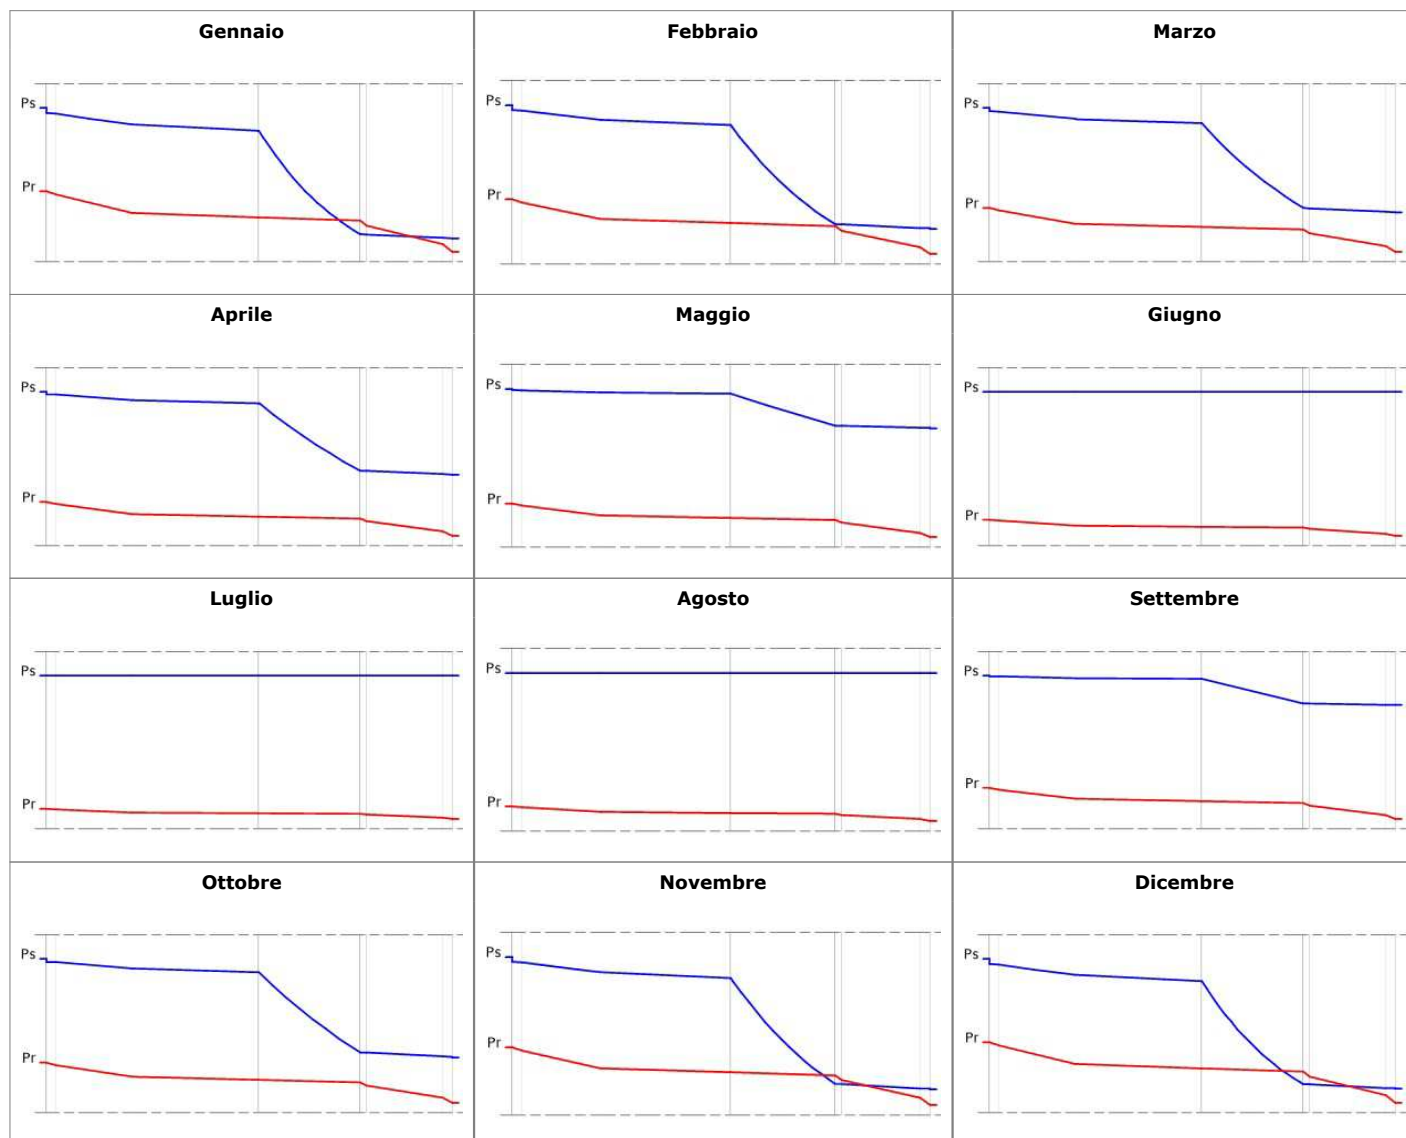 Gennaio Febbraio Marzo
Ps Ps Ps
Pr Pr Pr
Aprile Maggio Giugno
Ps Ps Ps
Pr Pr Pr
Luglio Agosto Settembre
Ps Ps Ps
Pr Pr Pr
Ottobre Novembre Dicembre
Ps Ps Ps
Pr Pr Pr